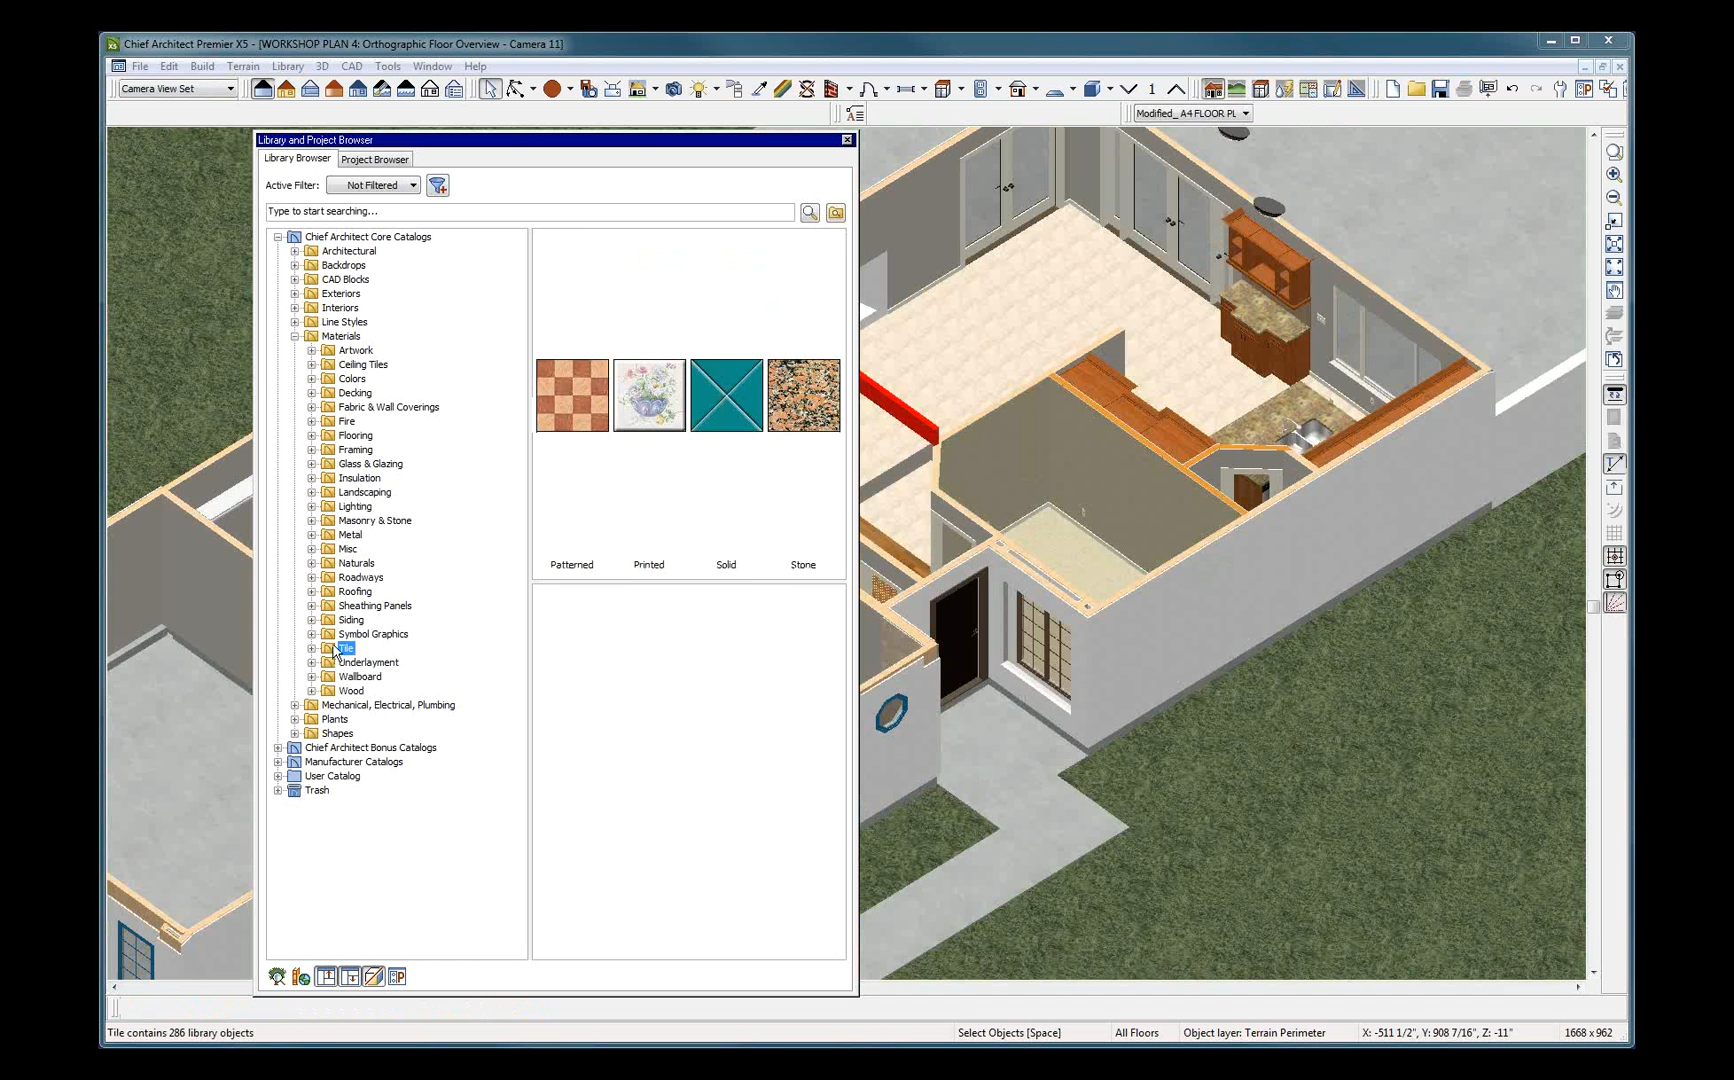 Chief Architect Premier X5 - [WORKSHOP PLAN 4: Orthographic Floor Overview - Camera 11]
File Edit Build Terrain Library 3D CAD Tools Window Help
Camera View Set
1
Modified_ A4 FLOOR PL
Library and Project Browser
Library Browser Project Browser
Active Filter: Not Filtered
Type to start searching...
Chief Architect Core Catalogs
Architectural
Backdrops
CAD Blocks
Exteriors
Interiors
Line Styles
Materials
Artwork
Ceiling Tiles
Colors
Decking
Fabric & Wall Coverings
Fire
Flooring
Framing
Glass & Glazing
Insulation
Landscaping
Lighting
Masonry & Stone
Metal
Misc
Naturals
Roadways
Roofing
Sheathing Panels
Siding
Symbol Graphics
Tile
Underlayment
Wallboard
Wood
Mechanical, Electrical, Plumbing
Plants
Shapes
Chief Architect Bonus Catalogs
Manufacturer Catalogs
User Catalog
Trash
Patterned Printed Solid Stone
Tile contains 286 library objects
Select Objects [Space]
All Floors
Object layer: Terrain Perimeter
X: -511 1/2", Y: 908 7/16", Z: -11"
1668 x 962